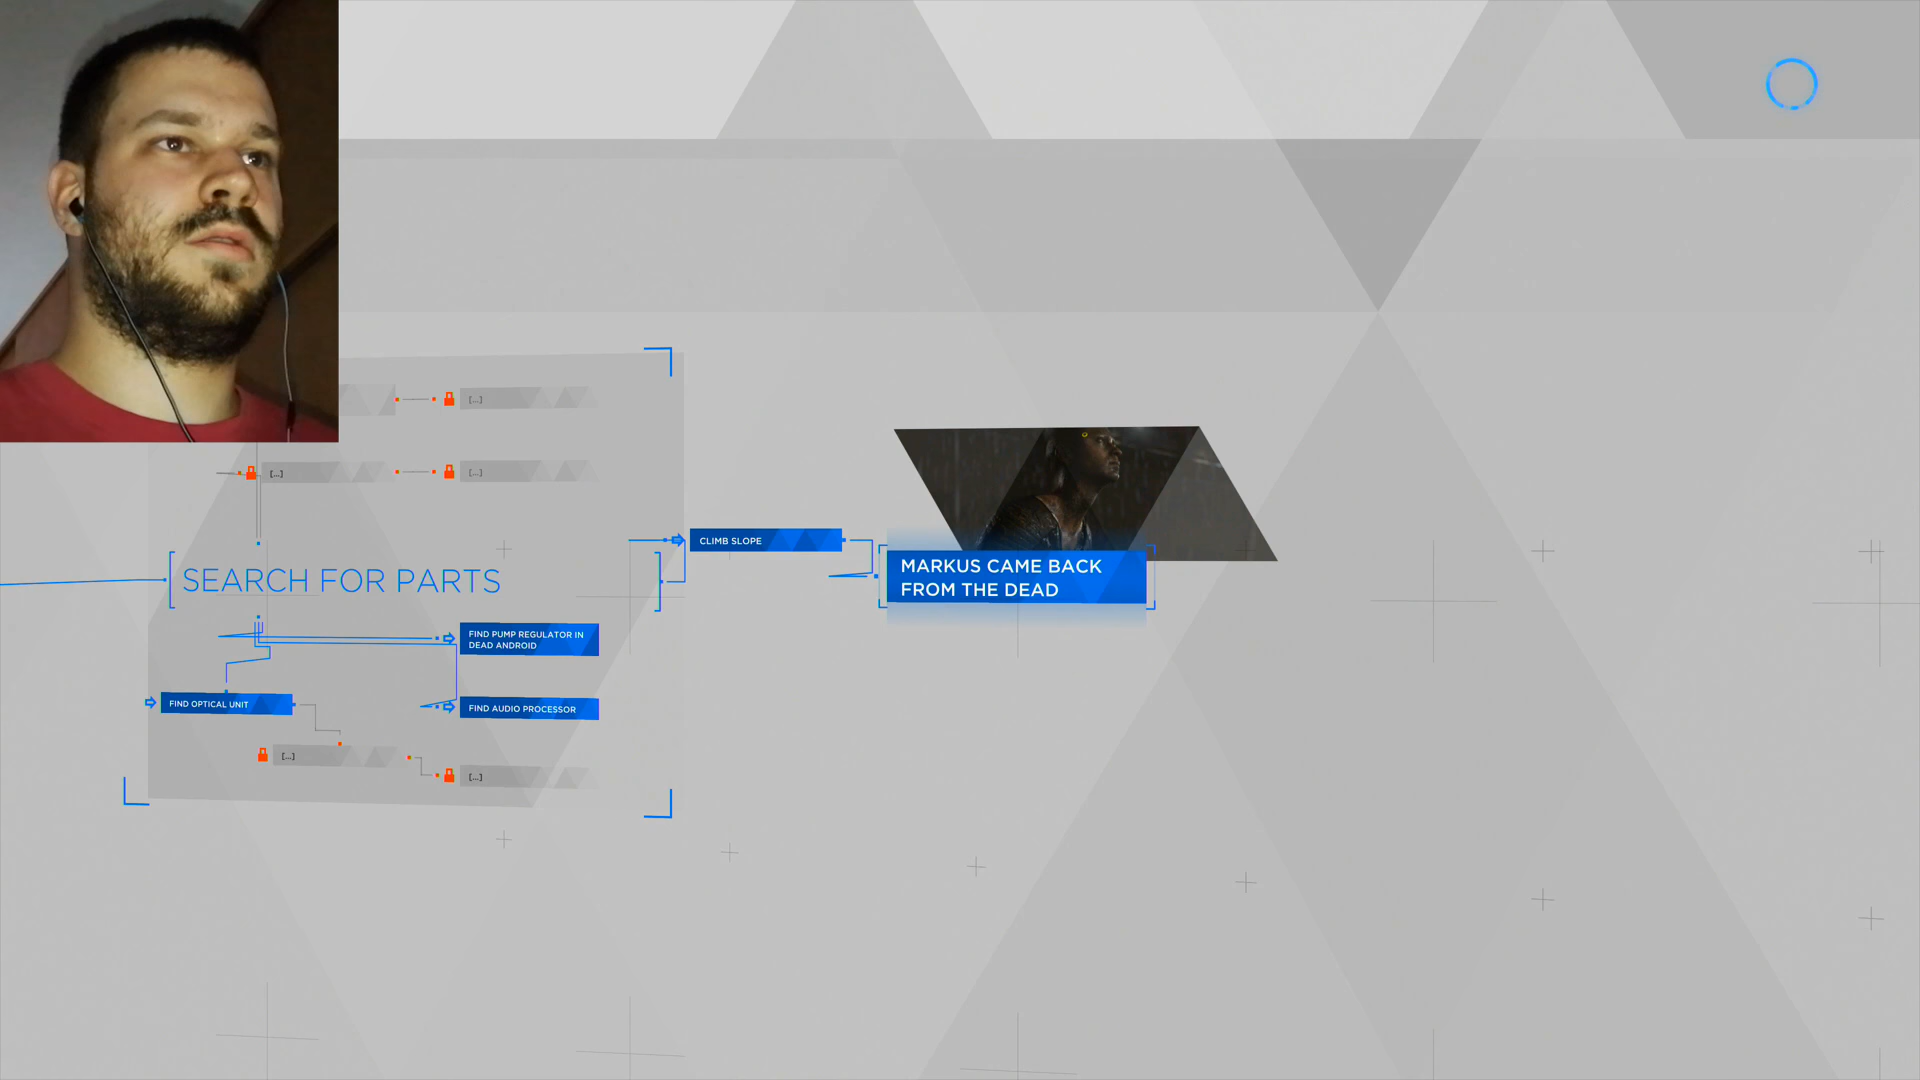 [...]
[...]
[...]
CLIMB SLOPE
MARKUS CAME BACK
FROM THE DEAD
SEARCH FOR PARTS
FIND PUMP REGULATOR IN
DEAD ANDROID
FIND OPTICAL UNIT
FIND AUDIO PROCESSOR
[...]
[...]